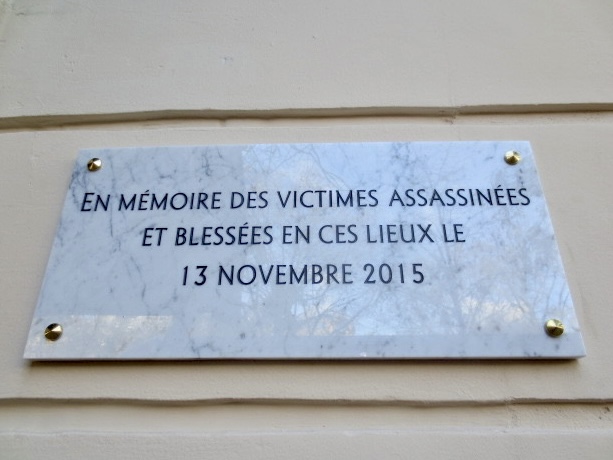 EN MÉMOIRE DES VICTIMES ASSASSINÉES
ET BLESSÉES EN CES LIEUX LE
13 NOVEMBRE 2015